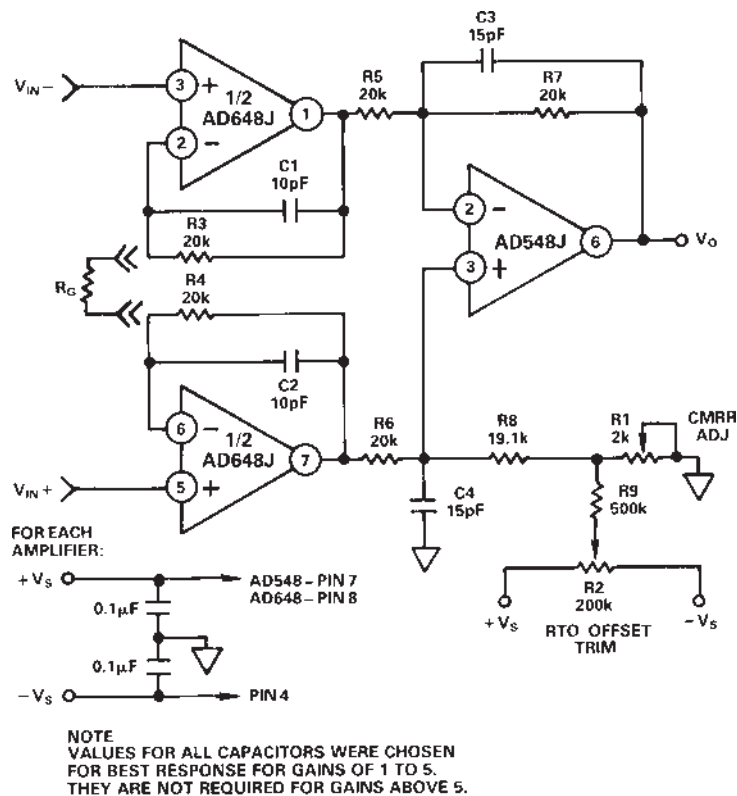 C3
15pF
VIN−
3
+
1/2
AD648J
1
2
−
R5
20k
R7
20k
C1
10pF
R3
20k
RG
R4
20k
2
−
AD548J
6
VO
3
+
C2
10pF
6
−
1/2
AD648J
7
VIN+
5
+
R6
20k
R8
19.1k
R1
2k
CMRR
ADJ
C4
15pF
R9
500k
R2
200k
+VS
−VS
RTO OFFSET
TRIM
FOR EACH
AMPLIFIER:
+VS
AD548–PIN 7
AD648–PIN 8
0.1µF
0.1µF
−VS
PIN 4
NOTE
VALUES FOR ALL CAPACITORS WERE CHOSEN
FOR BEST RESPONSE FOR GAINS OF 1 TO 5.
THEY ARE NOT REQUIRED FOR GAINS ABOVE 5.